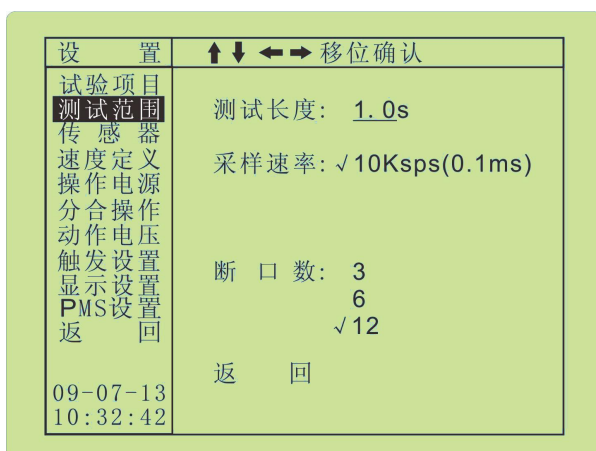 设 置
↑↓ ←→ 移位确认
试验项目
测试范围
传 感 器
速度定义
操作电源
分合操作
动作电压
触发设置
显示设置
PMS设置
返 回
09-07-13
10:32:42
测试长度: 1.0s
采样速率: √10Ksps(0.1ms)
断 口 数: 3
6
√12
返 回